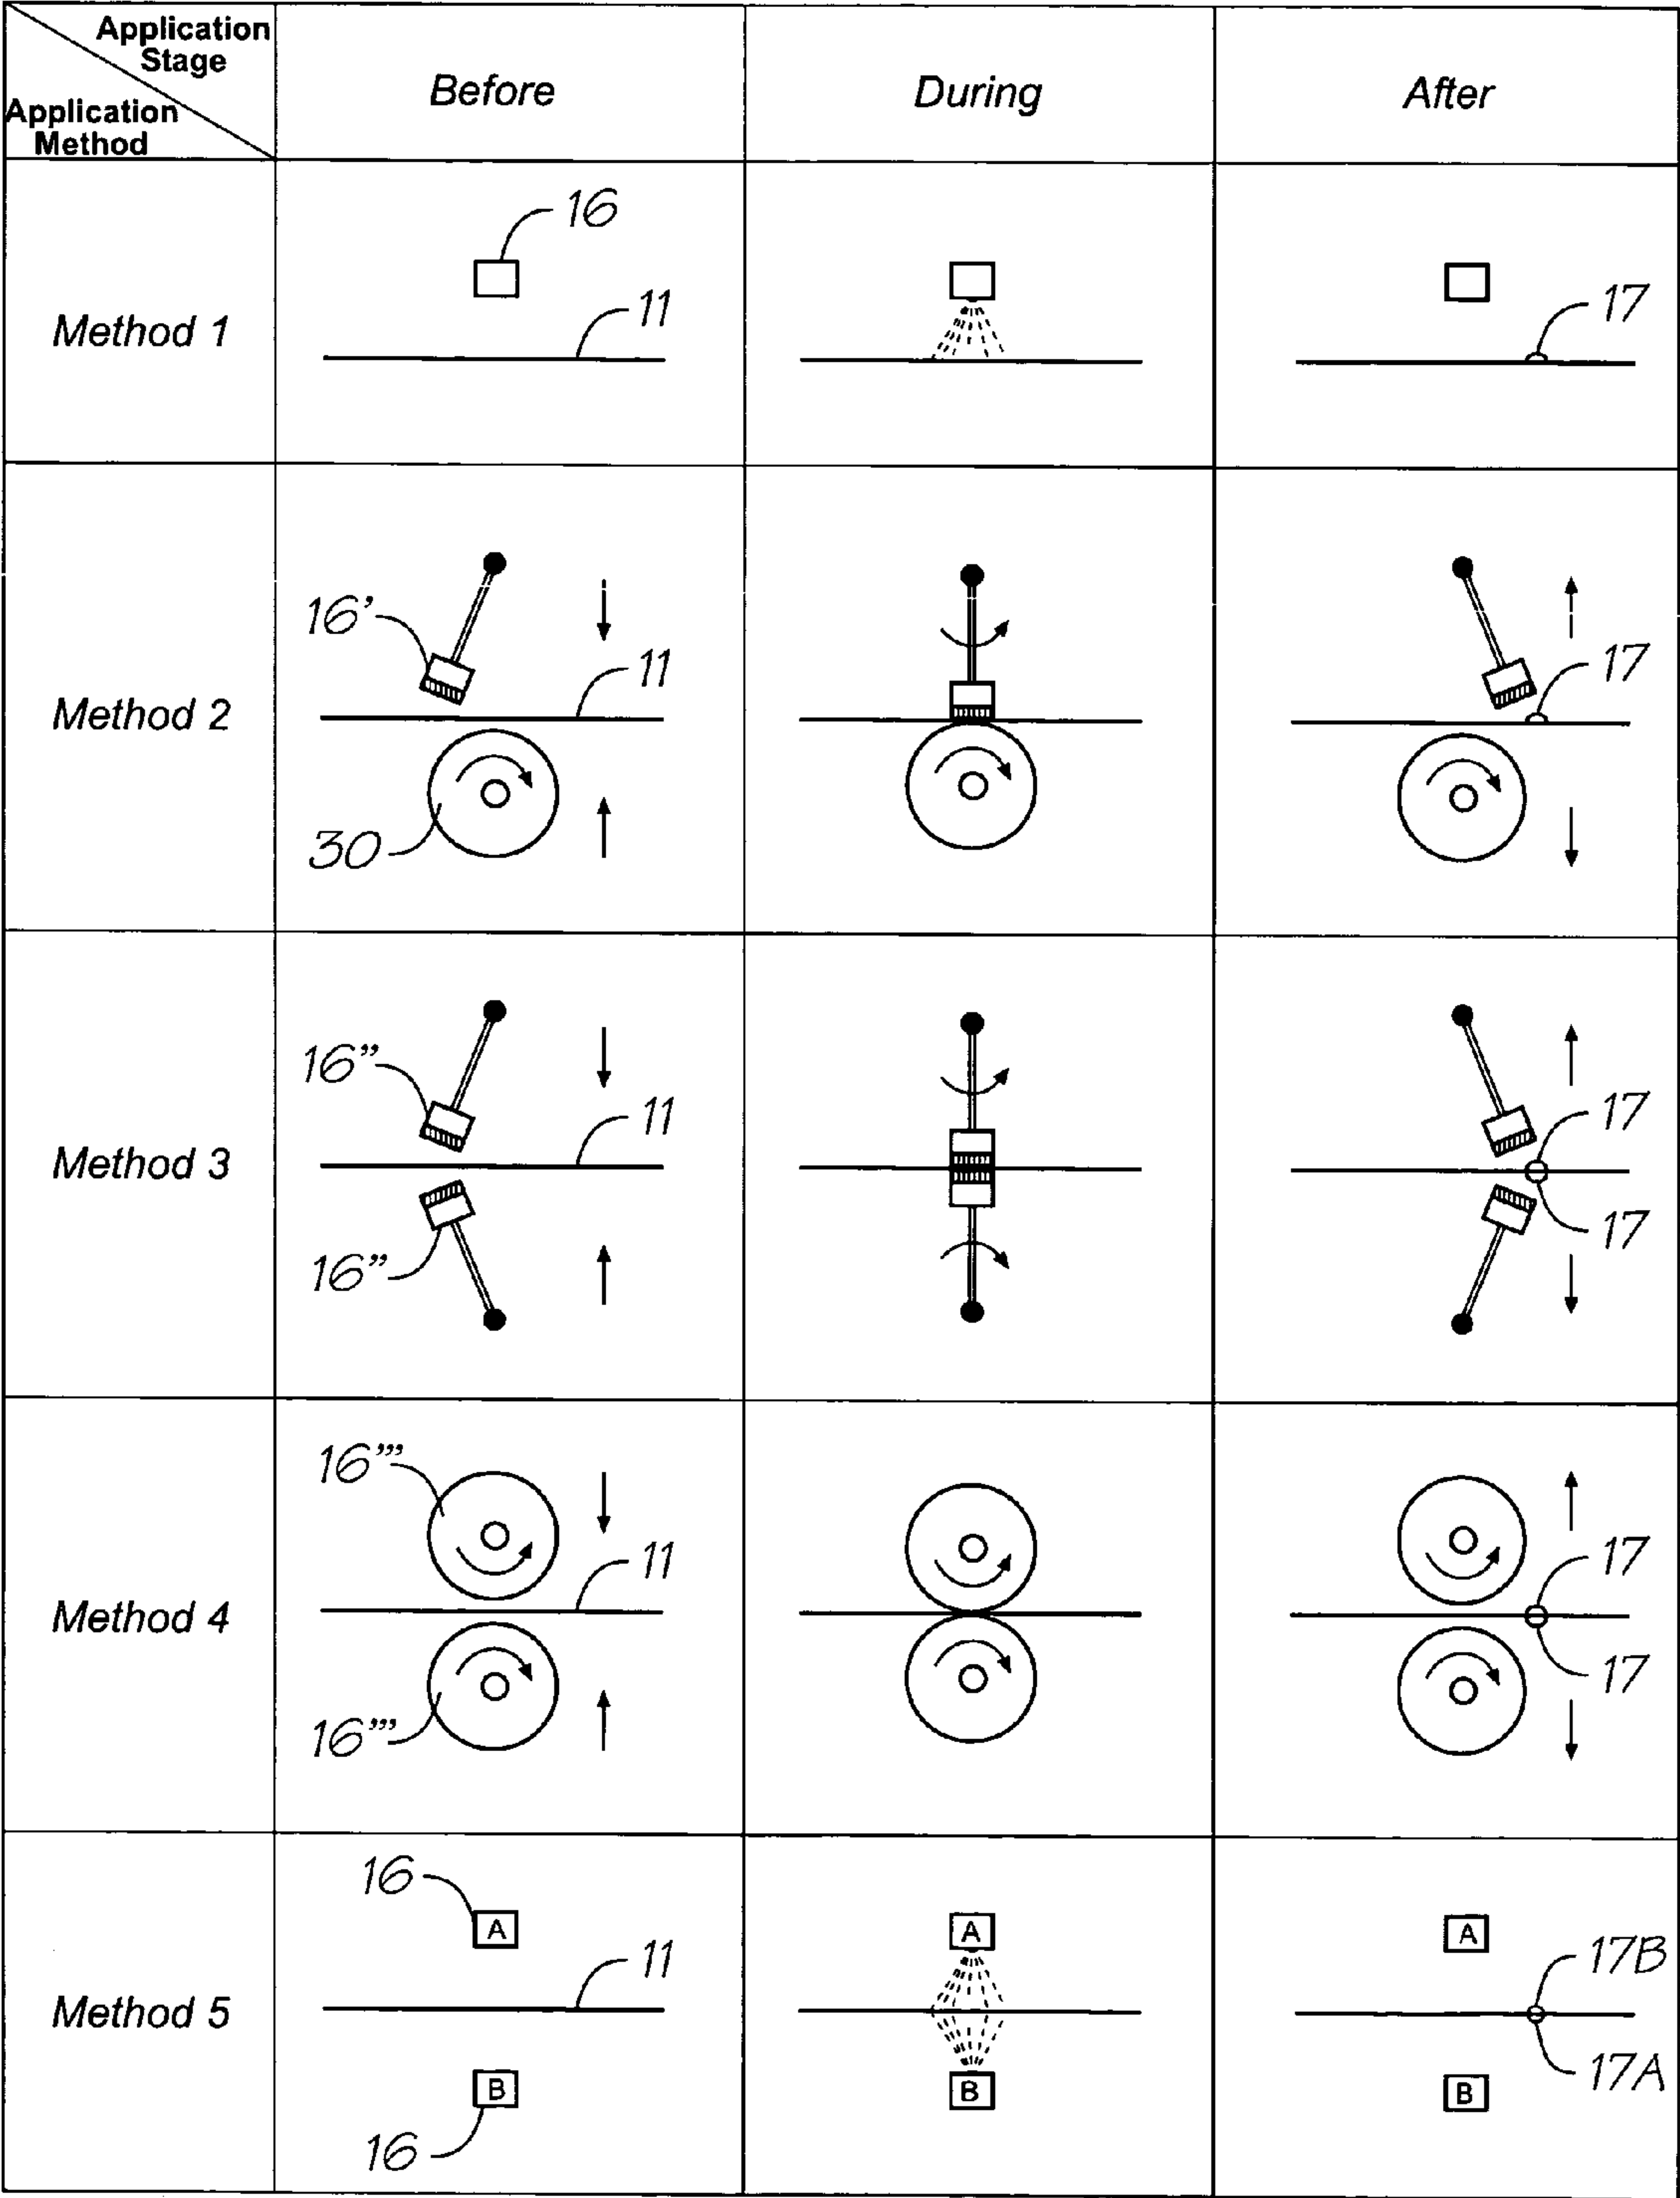 Application
Stage
Application
Method
Before
During
After
Method 1
16
11
17
Method 2
16'
11
30
17
Method 3
16”
11
16”
17
17
Method 4
16”’
11
16”’
17
17
Method 5
16
A
11
B
16
A
B
A
17B
17A
B